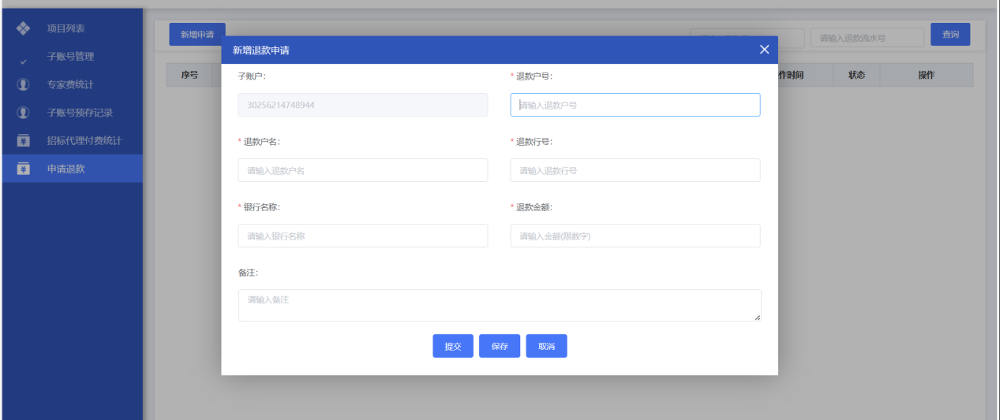 项目列表
子账号管理
专家费统计
子账号预存记录
招标代理付费统计
申请退款
新增申请
请输入退款流水号
查询
序号
作时间
状态
操作
新增退款申请
子账户：
* 退款户号：
30256214748944
请输入退款户号
* 退款户名：
* 退款行号：
请输入退款户名
请输入退款行号
* 银行名称：
* 退款金额：
请输入银行名称
请输入金额(限数字)
备注：
请输入备注
提交
保存
取消